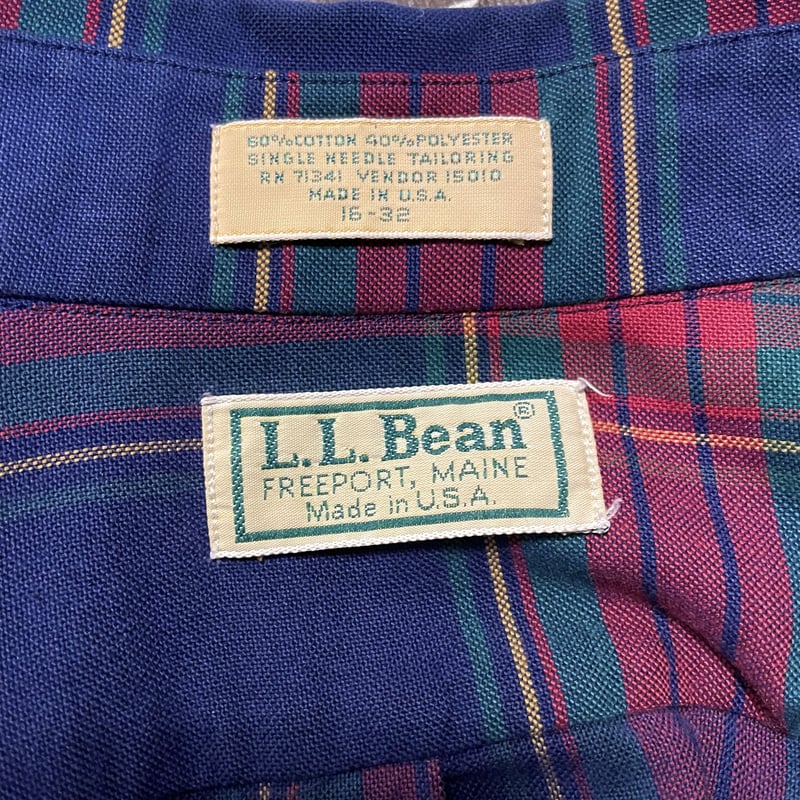 60%COTTON 40%POLYESTER
SINGLE NEEDLE TAILORING
RN 71341 VENDOR 15010
MADE IN U.S.A.
16-32
L.L.Bean®
FREEPORT, MAINE
Made in U.S.A.